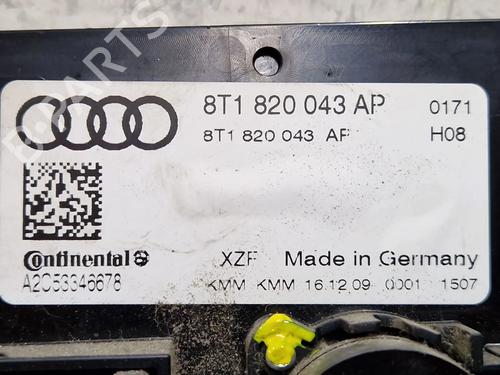 8T1 820 043 AP 0171
8T1 820 043 AP H08
Continental XZF Made in Germany
A2C53346678 KMM KMM 16.12.09 0001 1507
B-PARTS